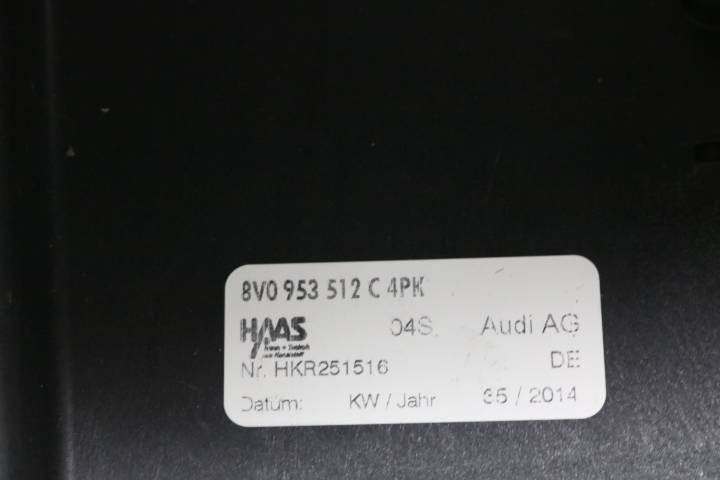 8V0 953 512 C 4PK
HAAS 04S Audi AG
Nr. HKR251516 DE
Datum: KW / Jahr 35 / 2014